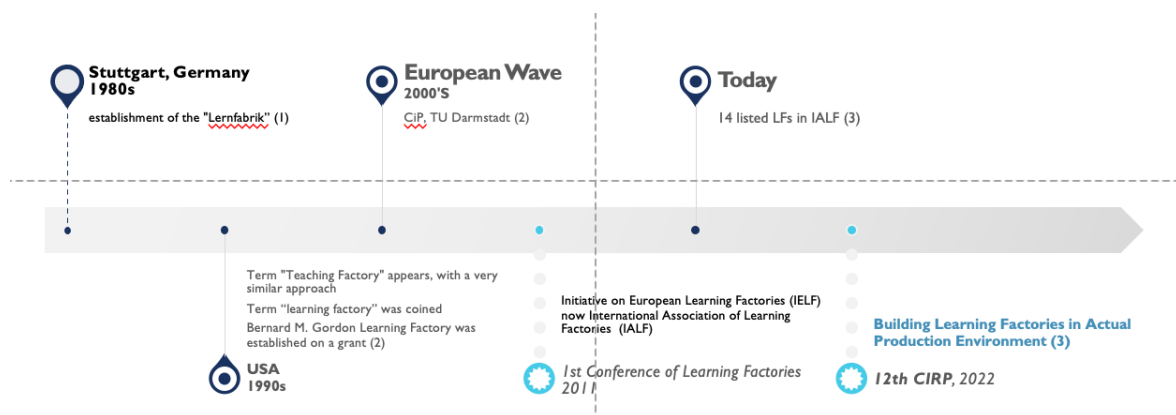 Stuttgart, Germany
1980s
establishment of the "Lernfabrik” (1)
European Wave
2000'S
CiP, TU Darmstadt (2)
Today
14 listed LFs in IALF (3)
Term "Teaching Factory" appears, with a very
similar approach
Term “learning factory” was coined
Bernard M. Gordon Learning Factory was
established on a grant (2)
USA
1990s
Initiative on European Learning Factories (IELF)
now International Association of Learning
Factories (IALF)
1st Conference of Learning Factories
2011
Building Learning Factories in Actual
Production Environment (3)
12th CIRP, 2022